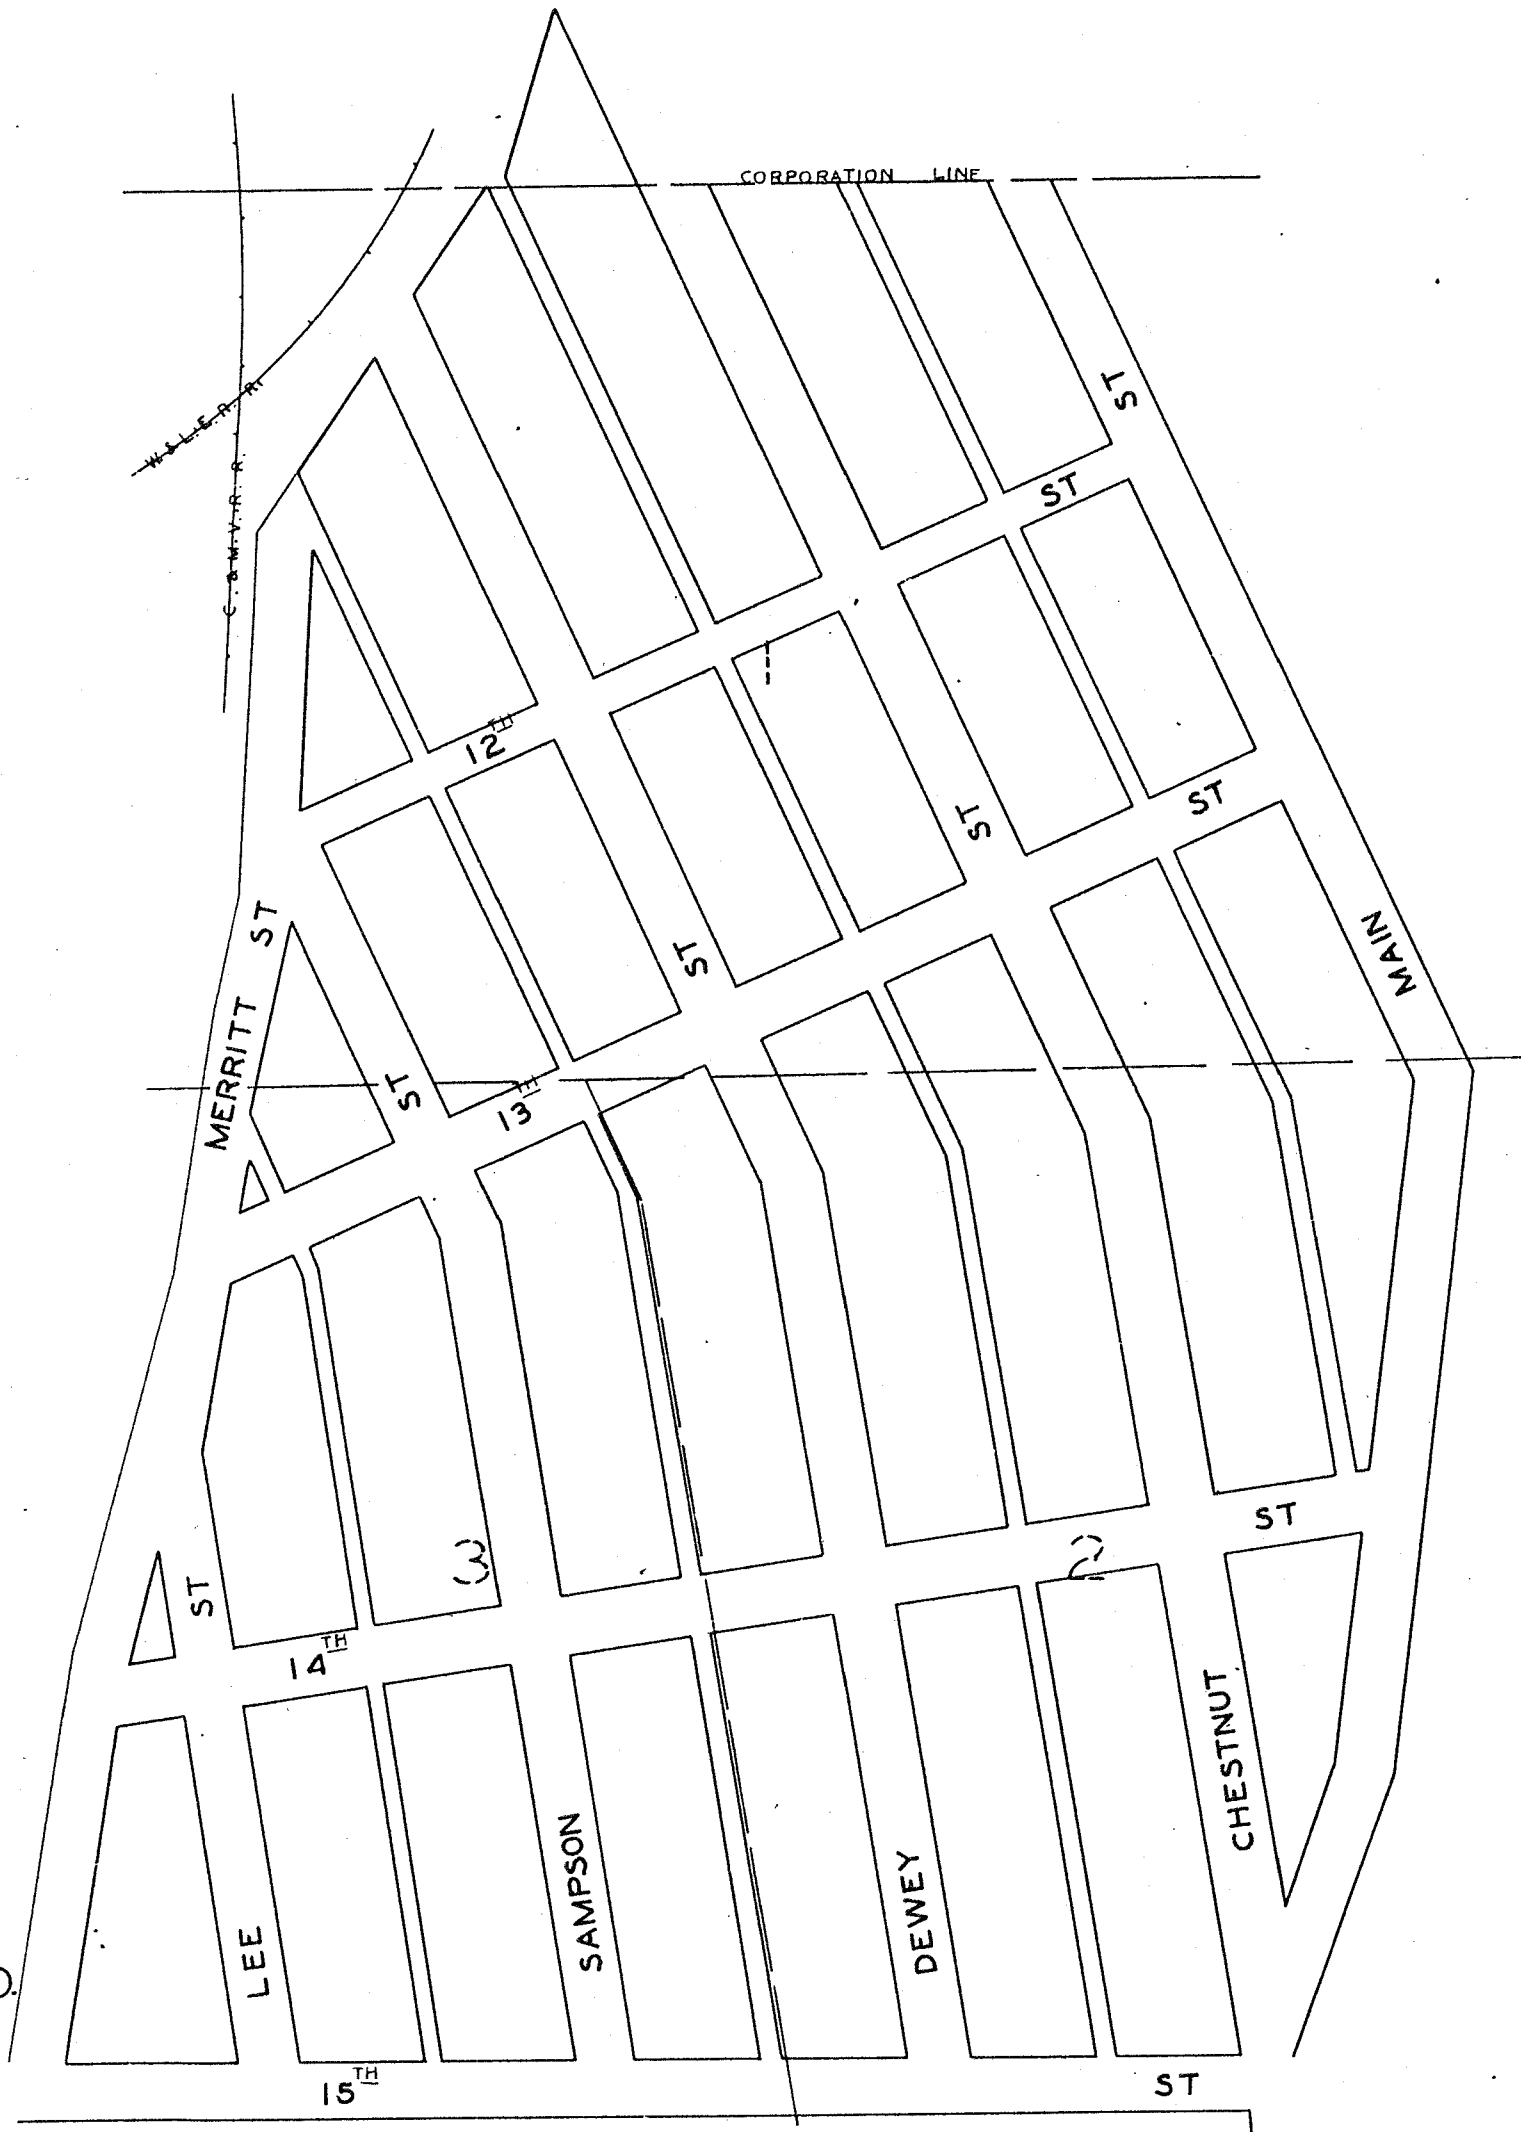 CORPORATION LINE
W & L.E. R. R.
C. & M. V. R. R.
ST
ST
12TH
1
ST
ST
MERRITT ST
ST
MAIN
ST
13TH
3
2
ST
ST
14TH
CHESTNUT
SAMPSON
DEWEY
LEE
15TH ST